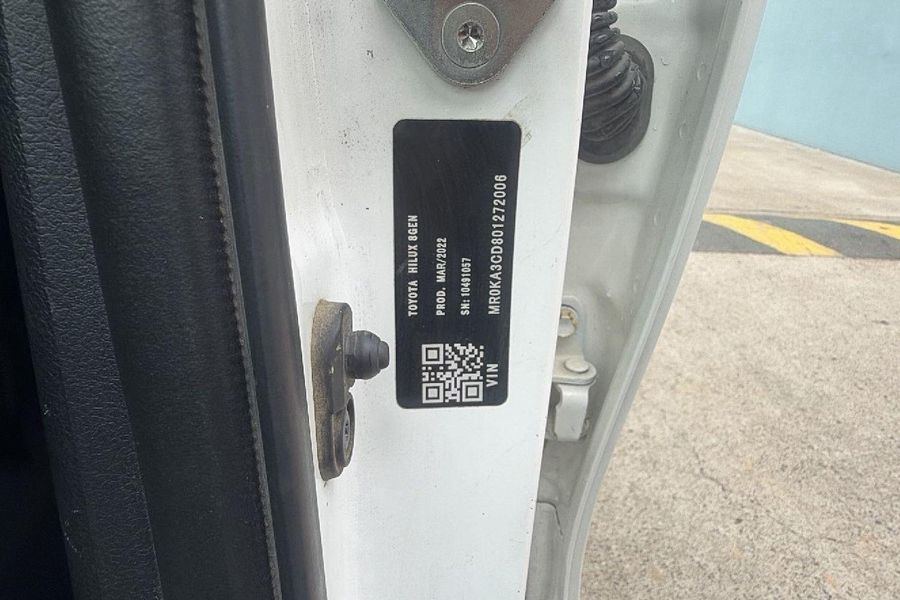 TOYOTA HILUX 8GEN
PROD. MAR/2022
SN: 10491057
VIN MR0KA3CD801272006